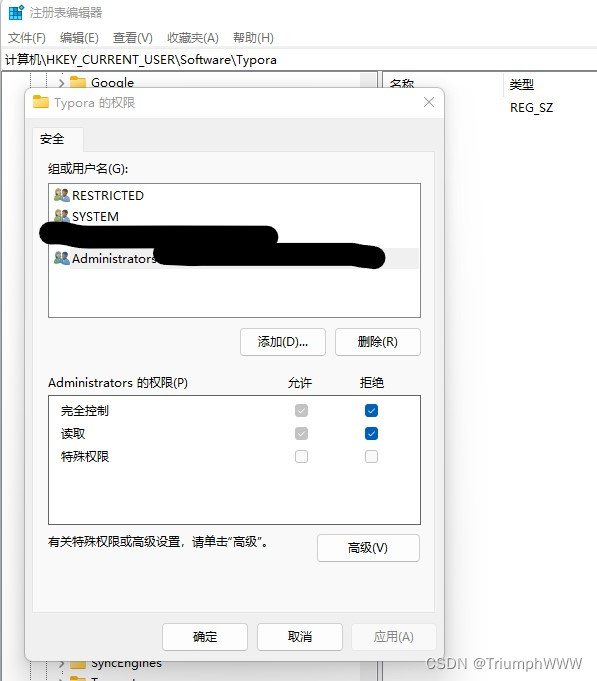 注册表编辑器
文件(F) 编辑(E) 查看(V) 收藏夹(A) 帮助(H)
计算机\HKEY_CURRENT_USER\Software\Typora
Google
名称 类型
Typora 的权限
REG_SZ
安全
组或用户名(G):
RESTRICTED
SYSTEM
Administrators
添加(D)... 删除(R)
Administrators 的权限(P) 允许 拒绝
完全控制
读取
特殊权限
有关特殊权限或高级设置，请单击“高级”。
高级(V)
确定 取消 应用(A)
SyncEngines
CSDN @TriumphWWW